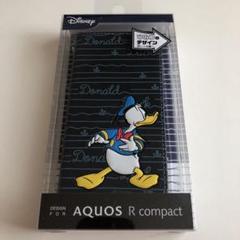 Disney
デザイン
Donald
Donald
Donald
DESIGN
FOR
AQUOS R compact